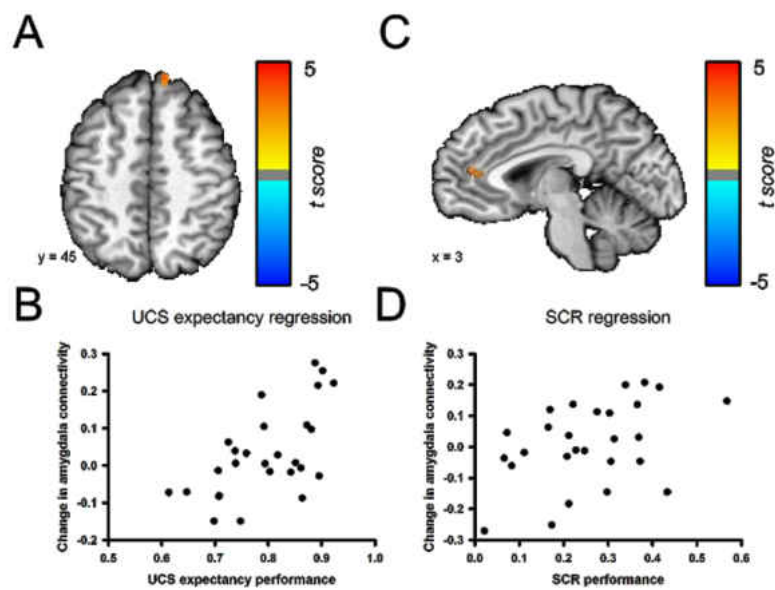 A
5
t score
-5
y = 45
C
5
t score
-5
x = 3
B
UCS expectancy regression
Change in amygdala connectivity
0.3
0.2
0.1
0.0
-0.1
-0.2
0.5 0.6 0.7 0.8 0.9 1.0
UCS expectancy performance
D
SCR regression
Change in amygdala connectivity
0.3
0.2
0.1
-0.0
-0.1
-0.2
-0.3
0.0 0.1 0.2 0.3 0.4 0.5 0.6
SCR performance